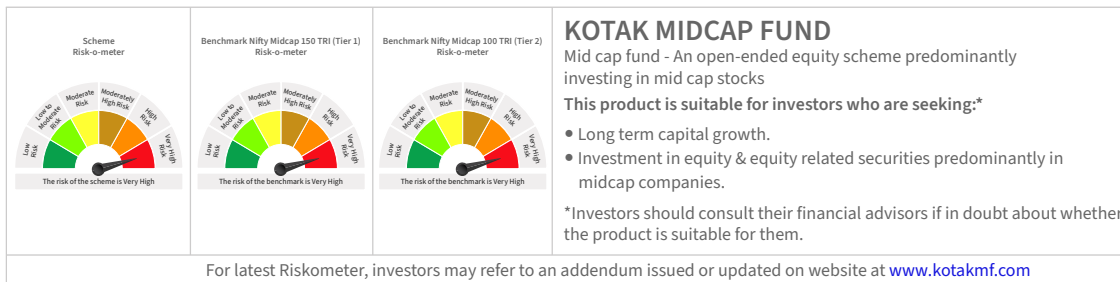 Scheme
Risk-o-meter
Low Risk
Low to Moderate Risk
Moderate Risk
Moderately High Risk
High Risk
Very High Risk
The risk of the scheme is Very High
Benchmark Nifty Midcap 150 TRI (Tier 1)
Risk-o-meter
Low Risk
Low to Moderate Risk
Moderate Risk
Moderately High Risk
High Risk
Very High Risk
The risk of the benchmark is Very High
Benchmark Nifty Midcap 100 TRI (Tier 2)
Risk-o-meter
Low Risk
Low to Moderate Risk
Moderate Risk
Moderately High Risk
High Risk
Very High Risk
The risk of the benchmark is Very High
KOTAK MIDCAP FUND
Mid cap fund - An open-ended equity scheme predominantly
investing in mid cap stocks
This product is suitable for investors who are seeking:*
● Long term capital growth.
● Investment in equity & equity related securities predominantly in
midcap companies.
*Investors should consult their financial advisors if in doubt about whether
the product is suitable for them.
For latest Riskometer, investors may refer to an addendum issued or updated on website at www.kotakmf.com